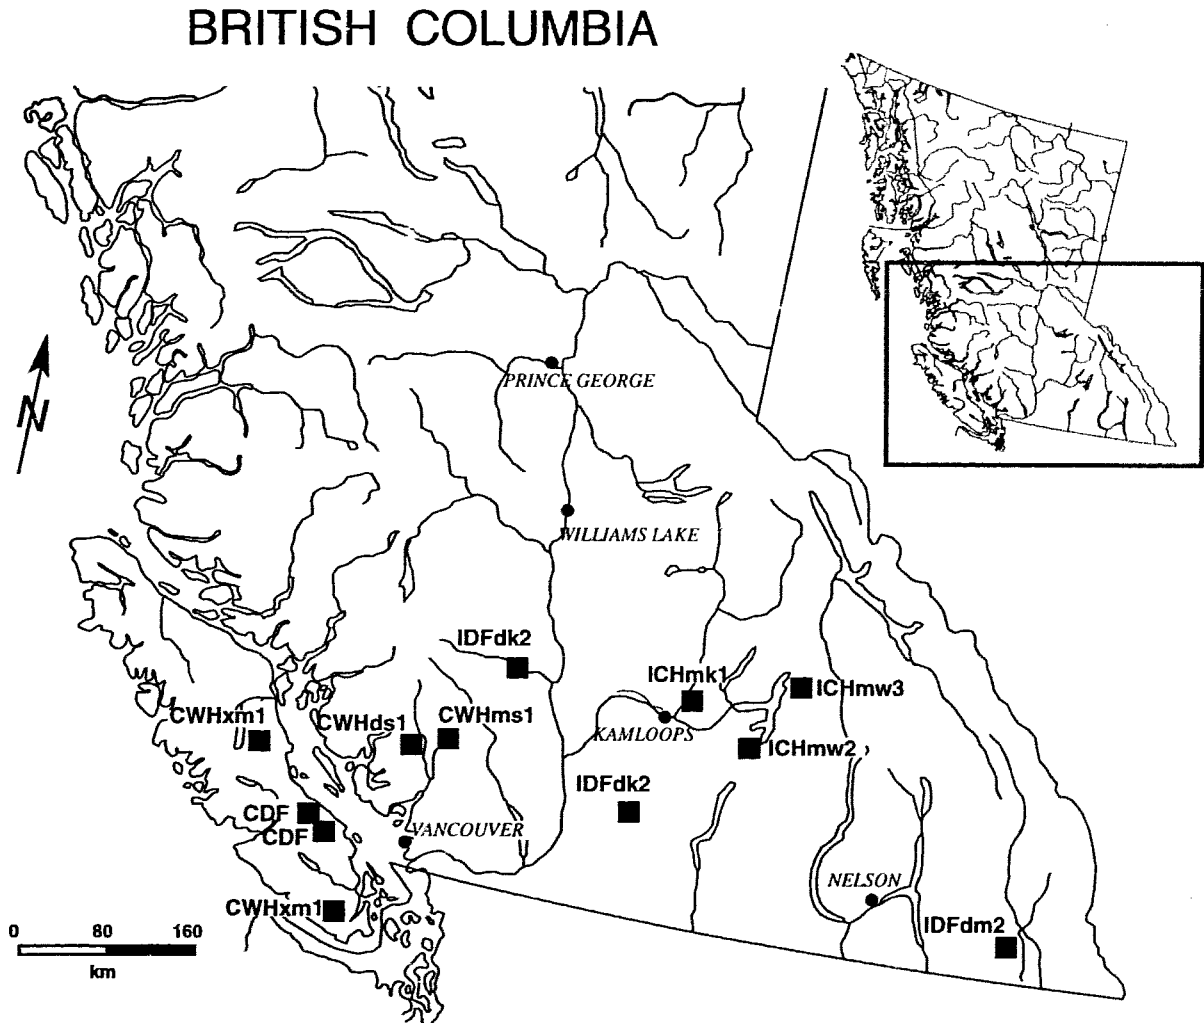 BRITISH COLUMBIA
N
PRINCE GEORGE
WILLIAMS LAKE
IDFdk2
ICHmk1
ICHmw3
CWHxm1
CWHds1
CWHms1
KAMLOOPS
ICHmw2
IDFdk2
CDF
CDF
VANCOUVER
NELSON
CWHxm1
IDFdm2
0 80 160
km